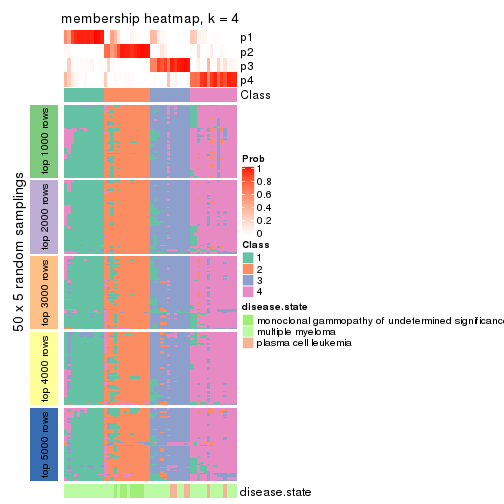 membership heatmap, k = 4
p1
p2
p3
p4
Class
50 x 5 random samplings
top 1000 rows
top 2000 rows
top 3000 rows
top 4000 rows
top 5000 rows
Prob
1
0.8
0.6
0.4
0.2
0
Class
1
2
3
4
disease.state
monoclonal gammopathy of undetermined significance
multiple myeloma
plasma cell leukemia
disease.state